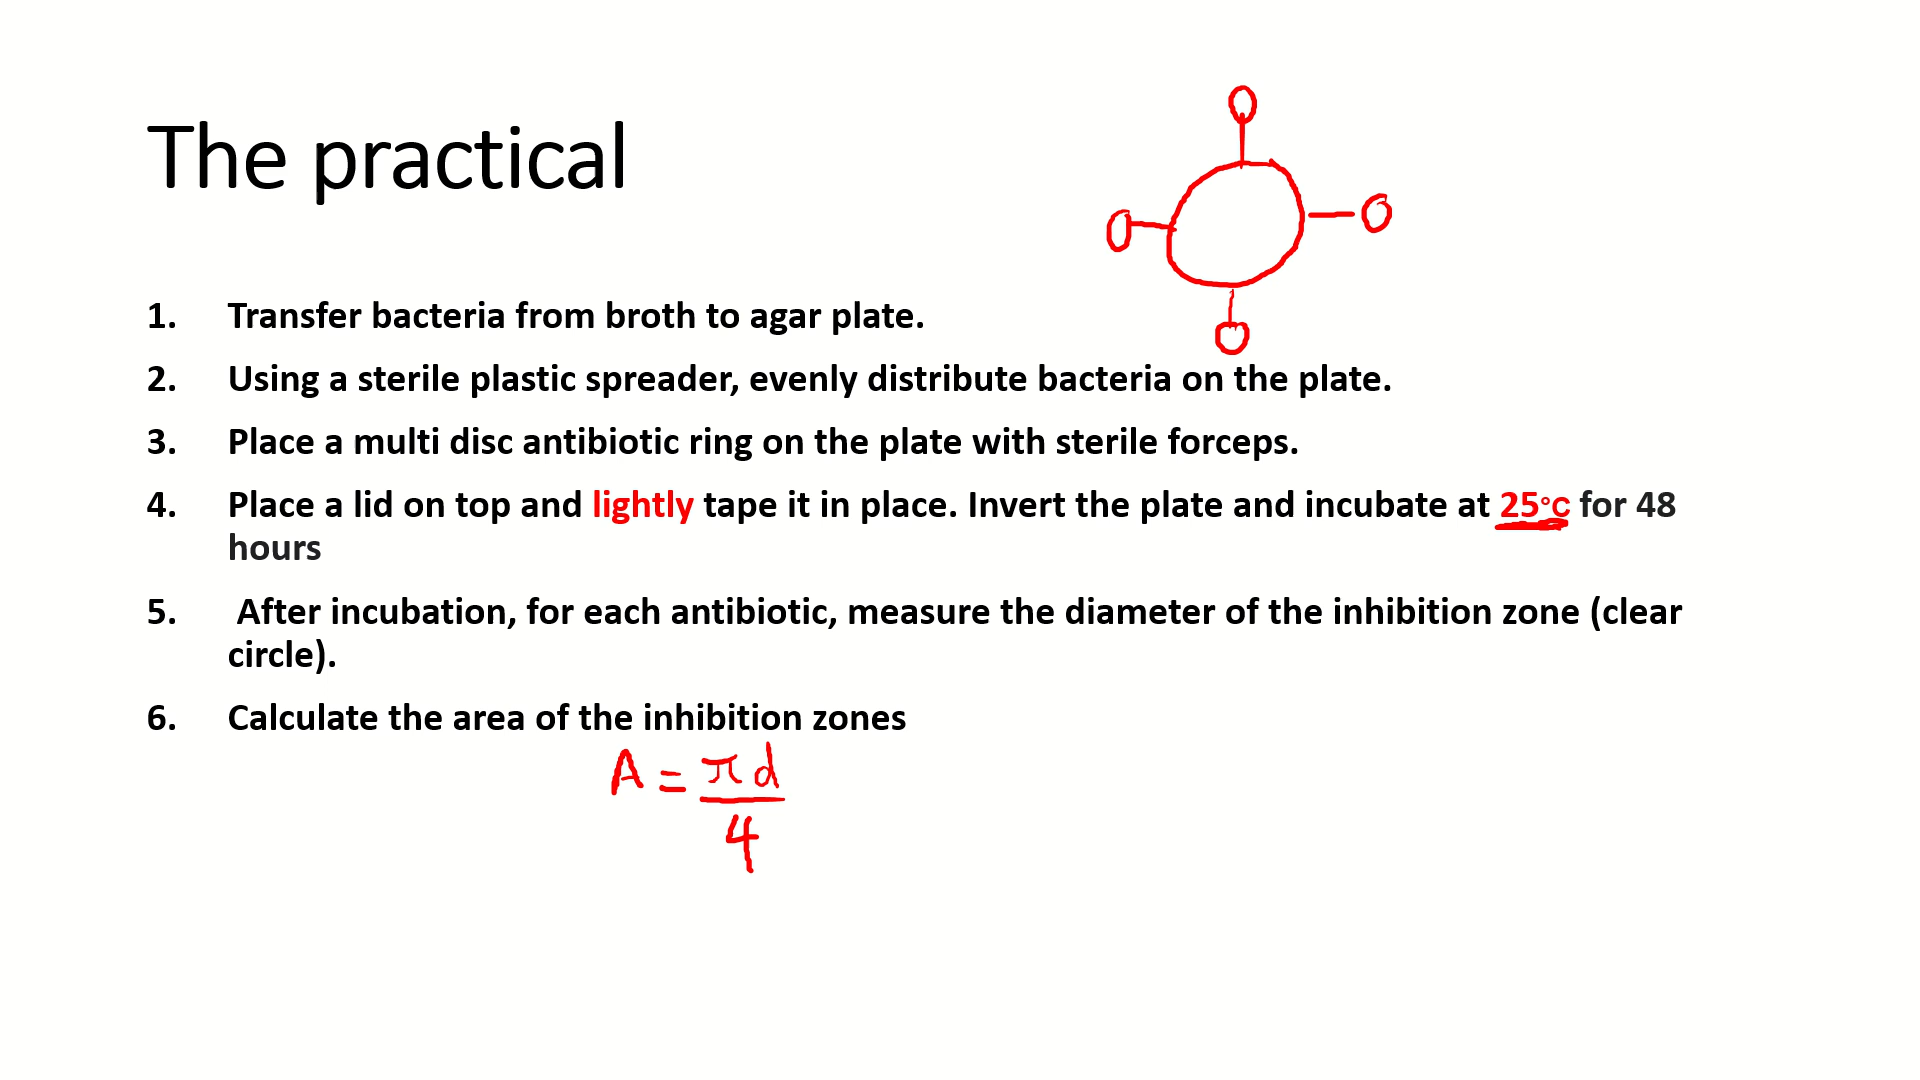 The practical
1. Transfer bacteria from broth to agar plate.
2. Using a sterile plastic spreader, evenly distribute bacteria on the plate.
3. Place a multi disc antibiotic ring on the plate with sterile forceps.
4. Place a lid on top and lightly tape it in place. Invert the plate and incubate at 25°C for 48
hours
5. After incubation, for each antibiotic, measure the diameter of the inhibition zone (clear
circle).
6. Calculate the area of the inhibition zones
A = πd
4